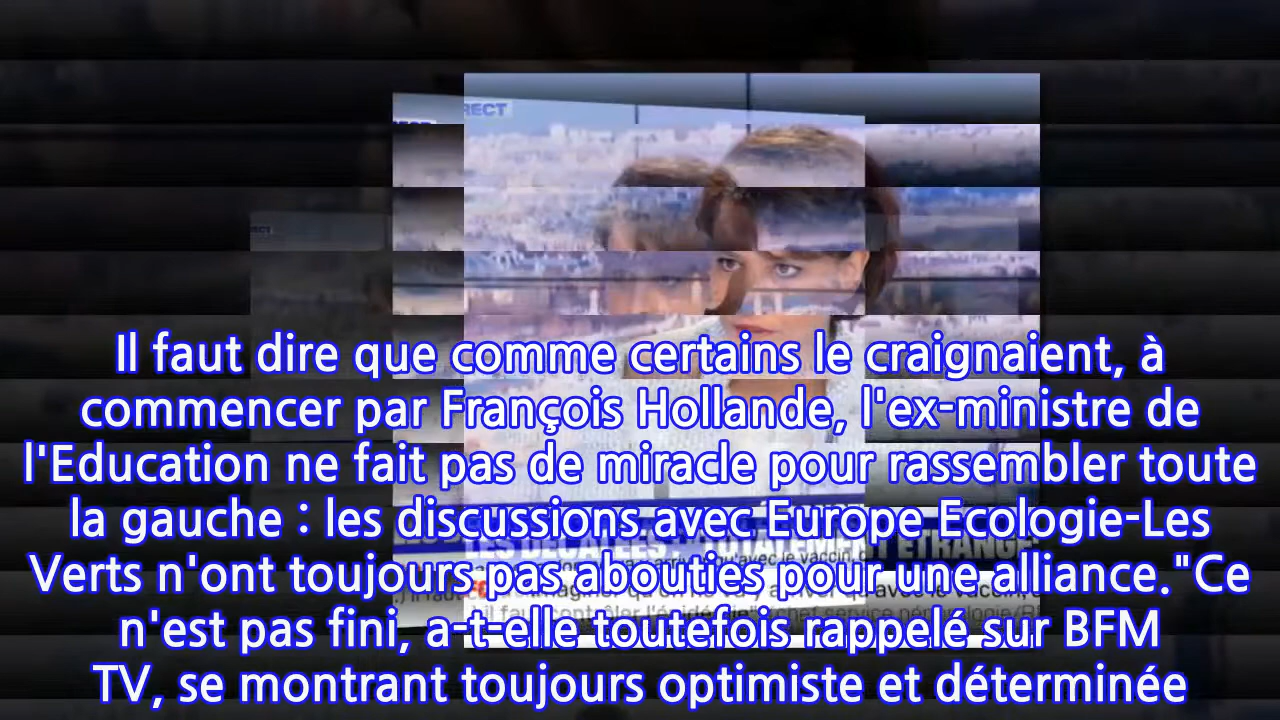 RECT
Il faut dire que comme certains le craignaient, à
commencer par François Hollande, l'ex-ministre de
l'Education ne fait pas de miracle pour rassembler toute
la gauche : les discussions avec Europe Ecologie-Les
Verts n'ont toujours pas abouties pour une alliance."Ce
n'est pas fini, a-t-elle toutefois rappelé sur BFM
TV, se montrant toujours optimiste et déterminée